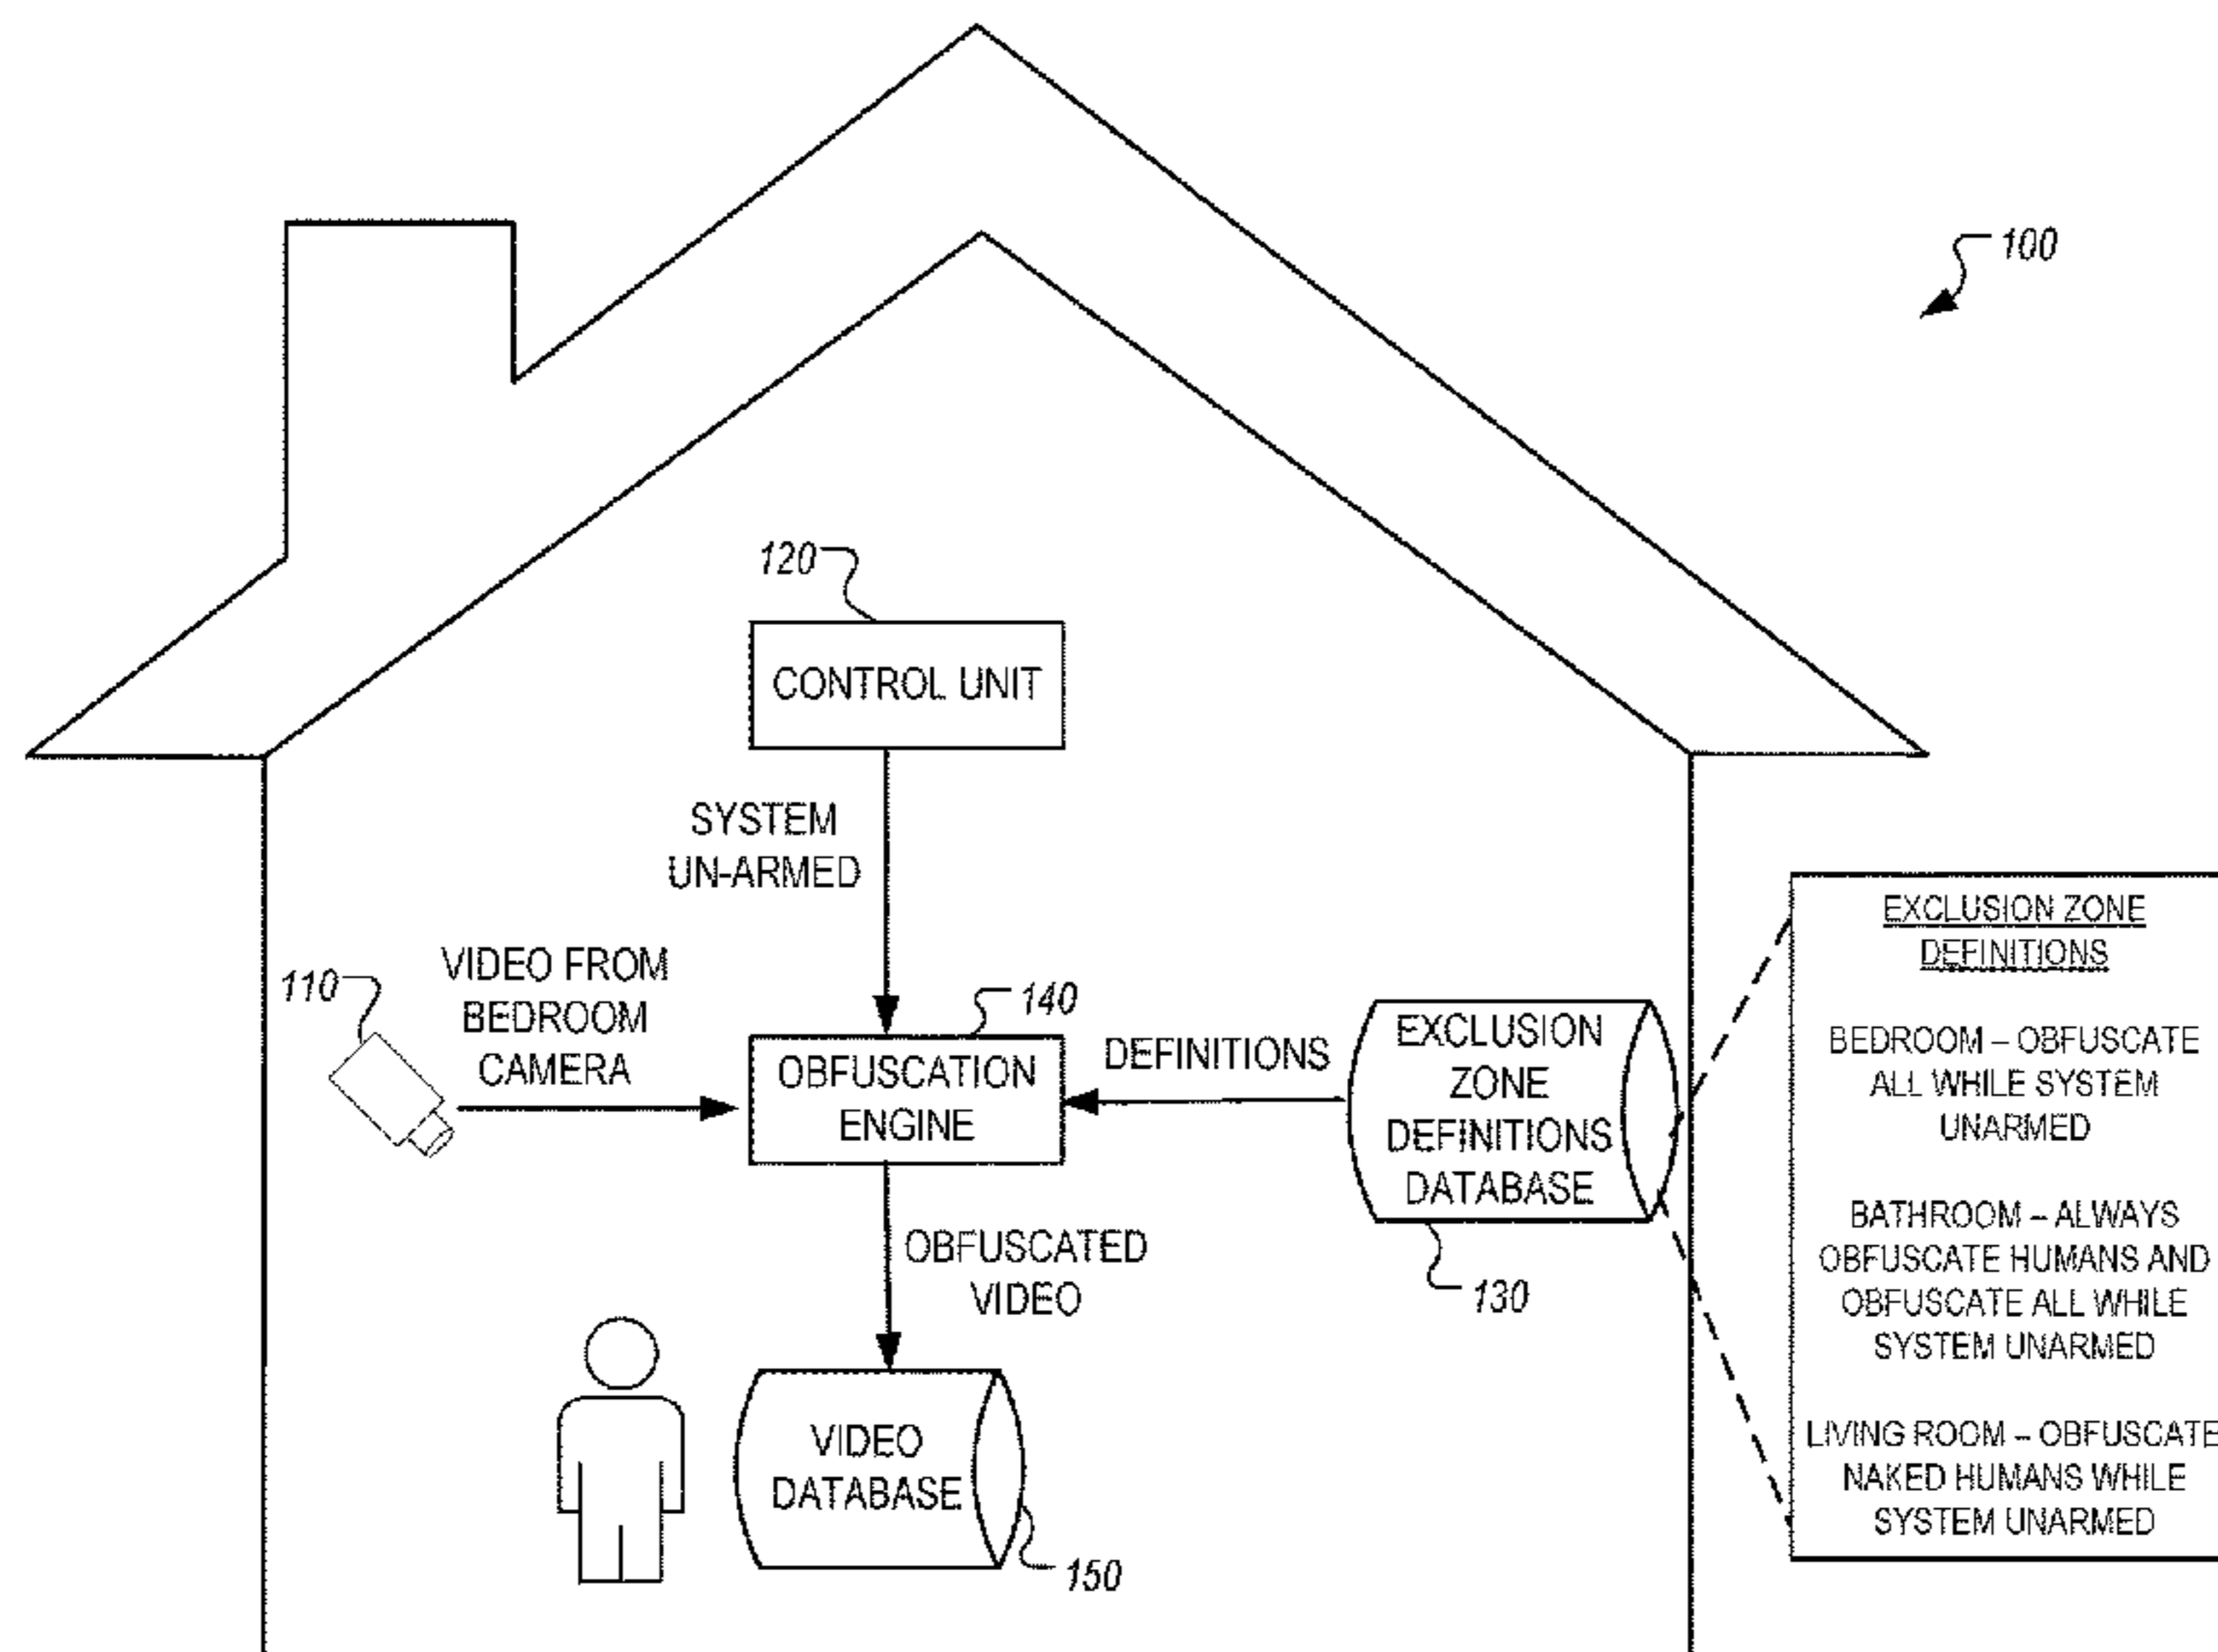 100
120
CONTROL UNIT
SYSTEM
UN-ARMED
110
VIDEO FROM
BEDROOM
CAMERA
140
OBFUSCATION
ENGINE
DEFINITIONS
EXCLUSION
ZONE
DEFINITIONS
DATABASE
130
OBFUSCATED
VIDEO
VIDEO
DATABASE
150
EXCLUSION ZONE
DEFINITIONS
BEDROOM – OBFUSCATE
ALL WHILE SYSTEM
UNARMED
BATHROOM – ALWAYS
OBFUSCATE HUMANS AND
OBFUSCATE ALL WHILE
SYSTEM UNARMED
LIVING ROOM – OBFUSCATE
NAKED HUMANS WHILE
SYSTEM UNARMED